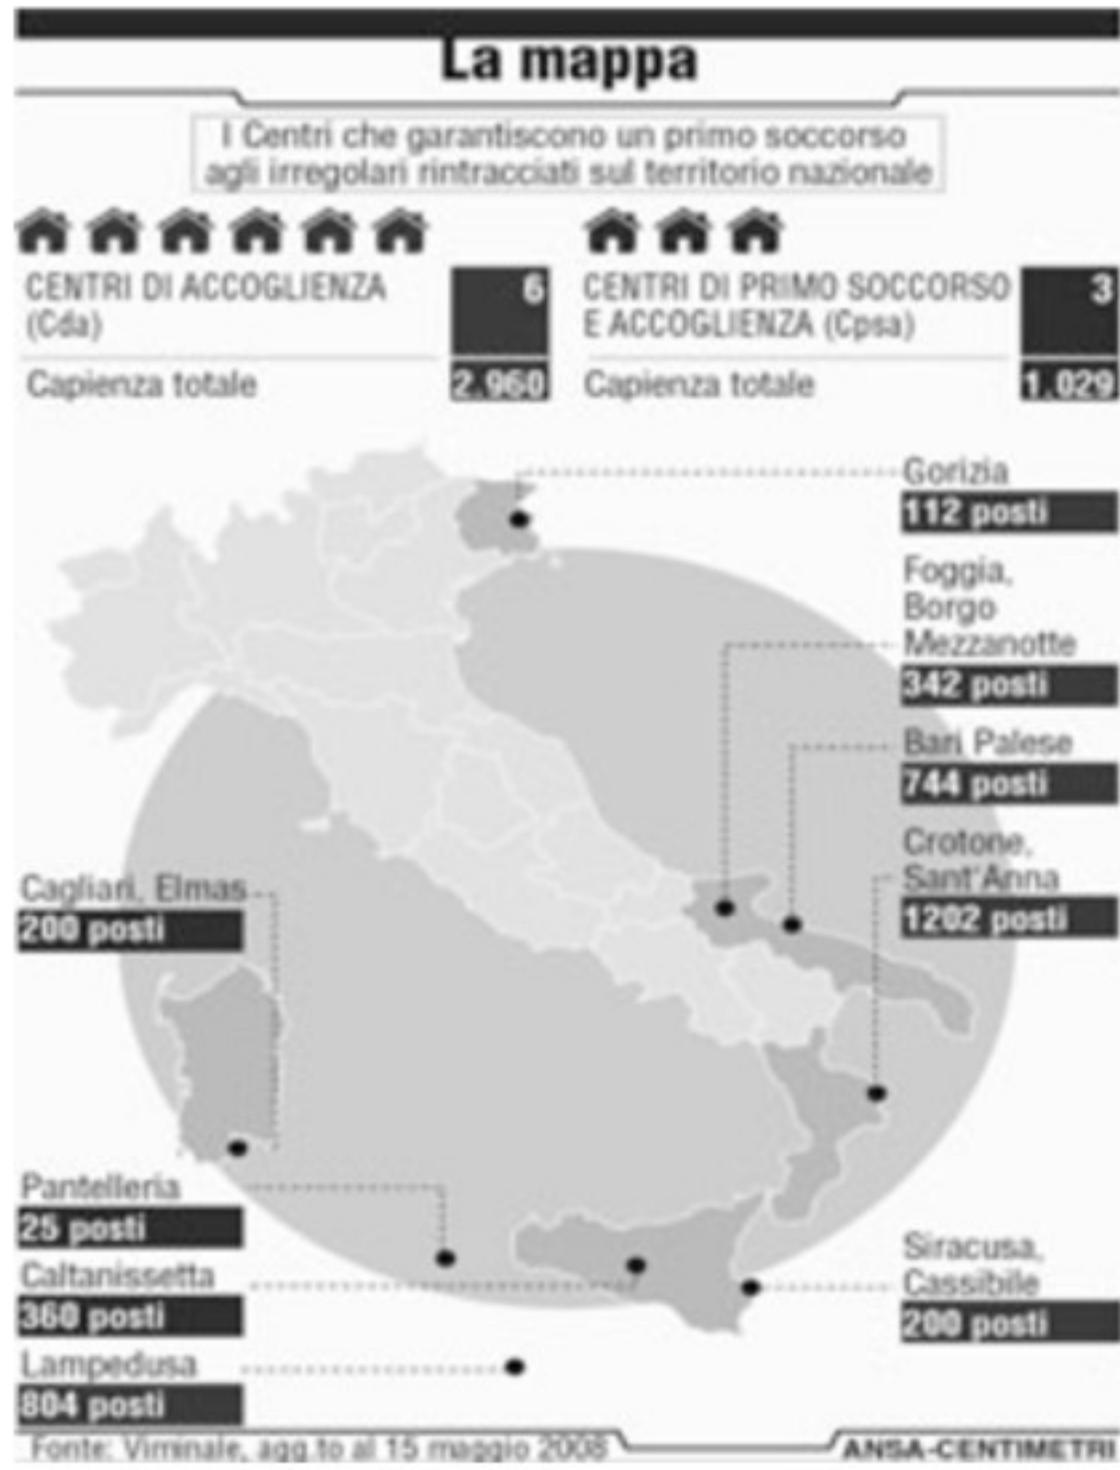 La mappa
I Centri che garantiscono un primo soccorso
agli irregolari rintracciati sul territorio nazionale
CENTRI DI ACCOGLIENZA
(Cda)
6
Capienza totale
2.960
CENTRI DI PRIMO SOCCORSO
E ACCOGLIENZA (Cpsa)
3
Capienza totale
1.029
Gorizia
112 posti
Foggia,
Borgo
Mezzanotte
342 posti
Bari Palese
744 posti
Crotone,
Sant'Anna
1202 posti
Cagliari, Elmas
200 posti
Pantelleria
25 posti
Caltanissetta
360 posti
Lampedusa
804 posti
Siracusa,
Cassibile
200 posti
Fonte: Viminale, agg.to al 15 maggio 2008
ANSA-CENTIMETRI